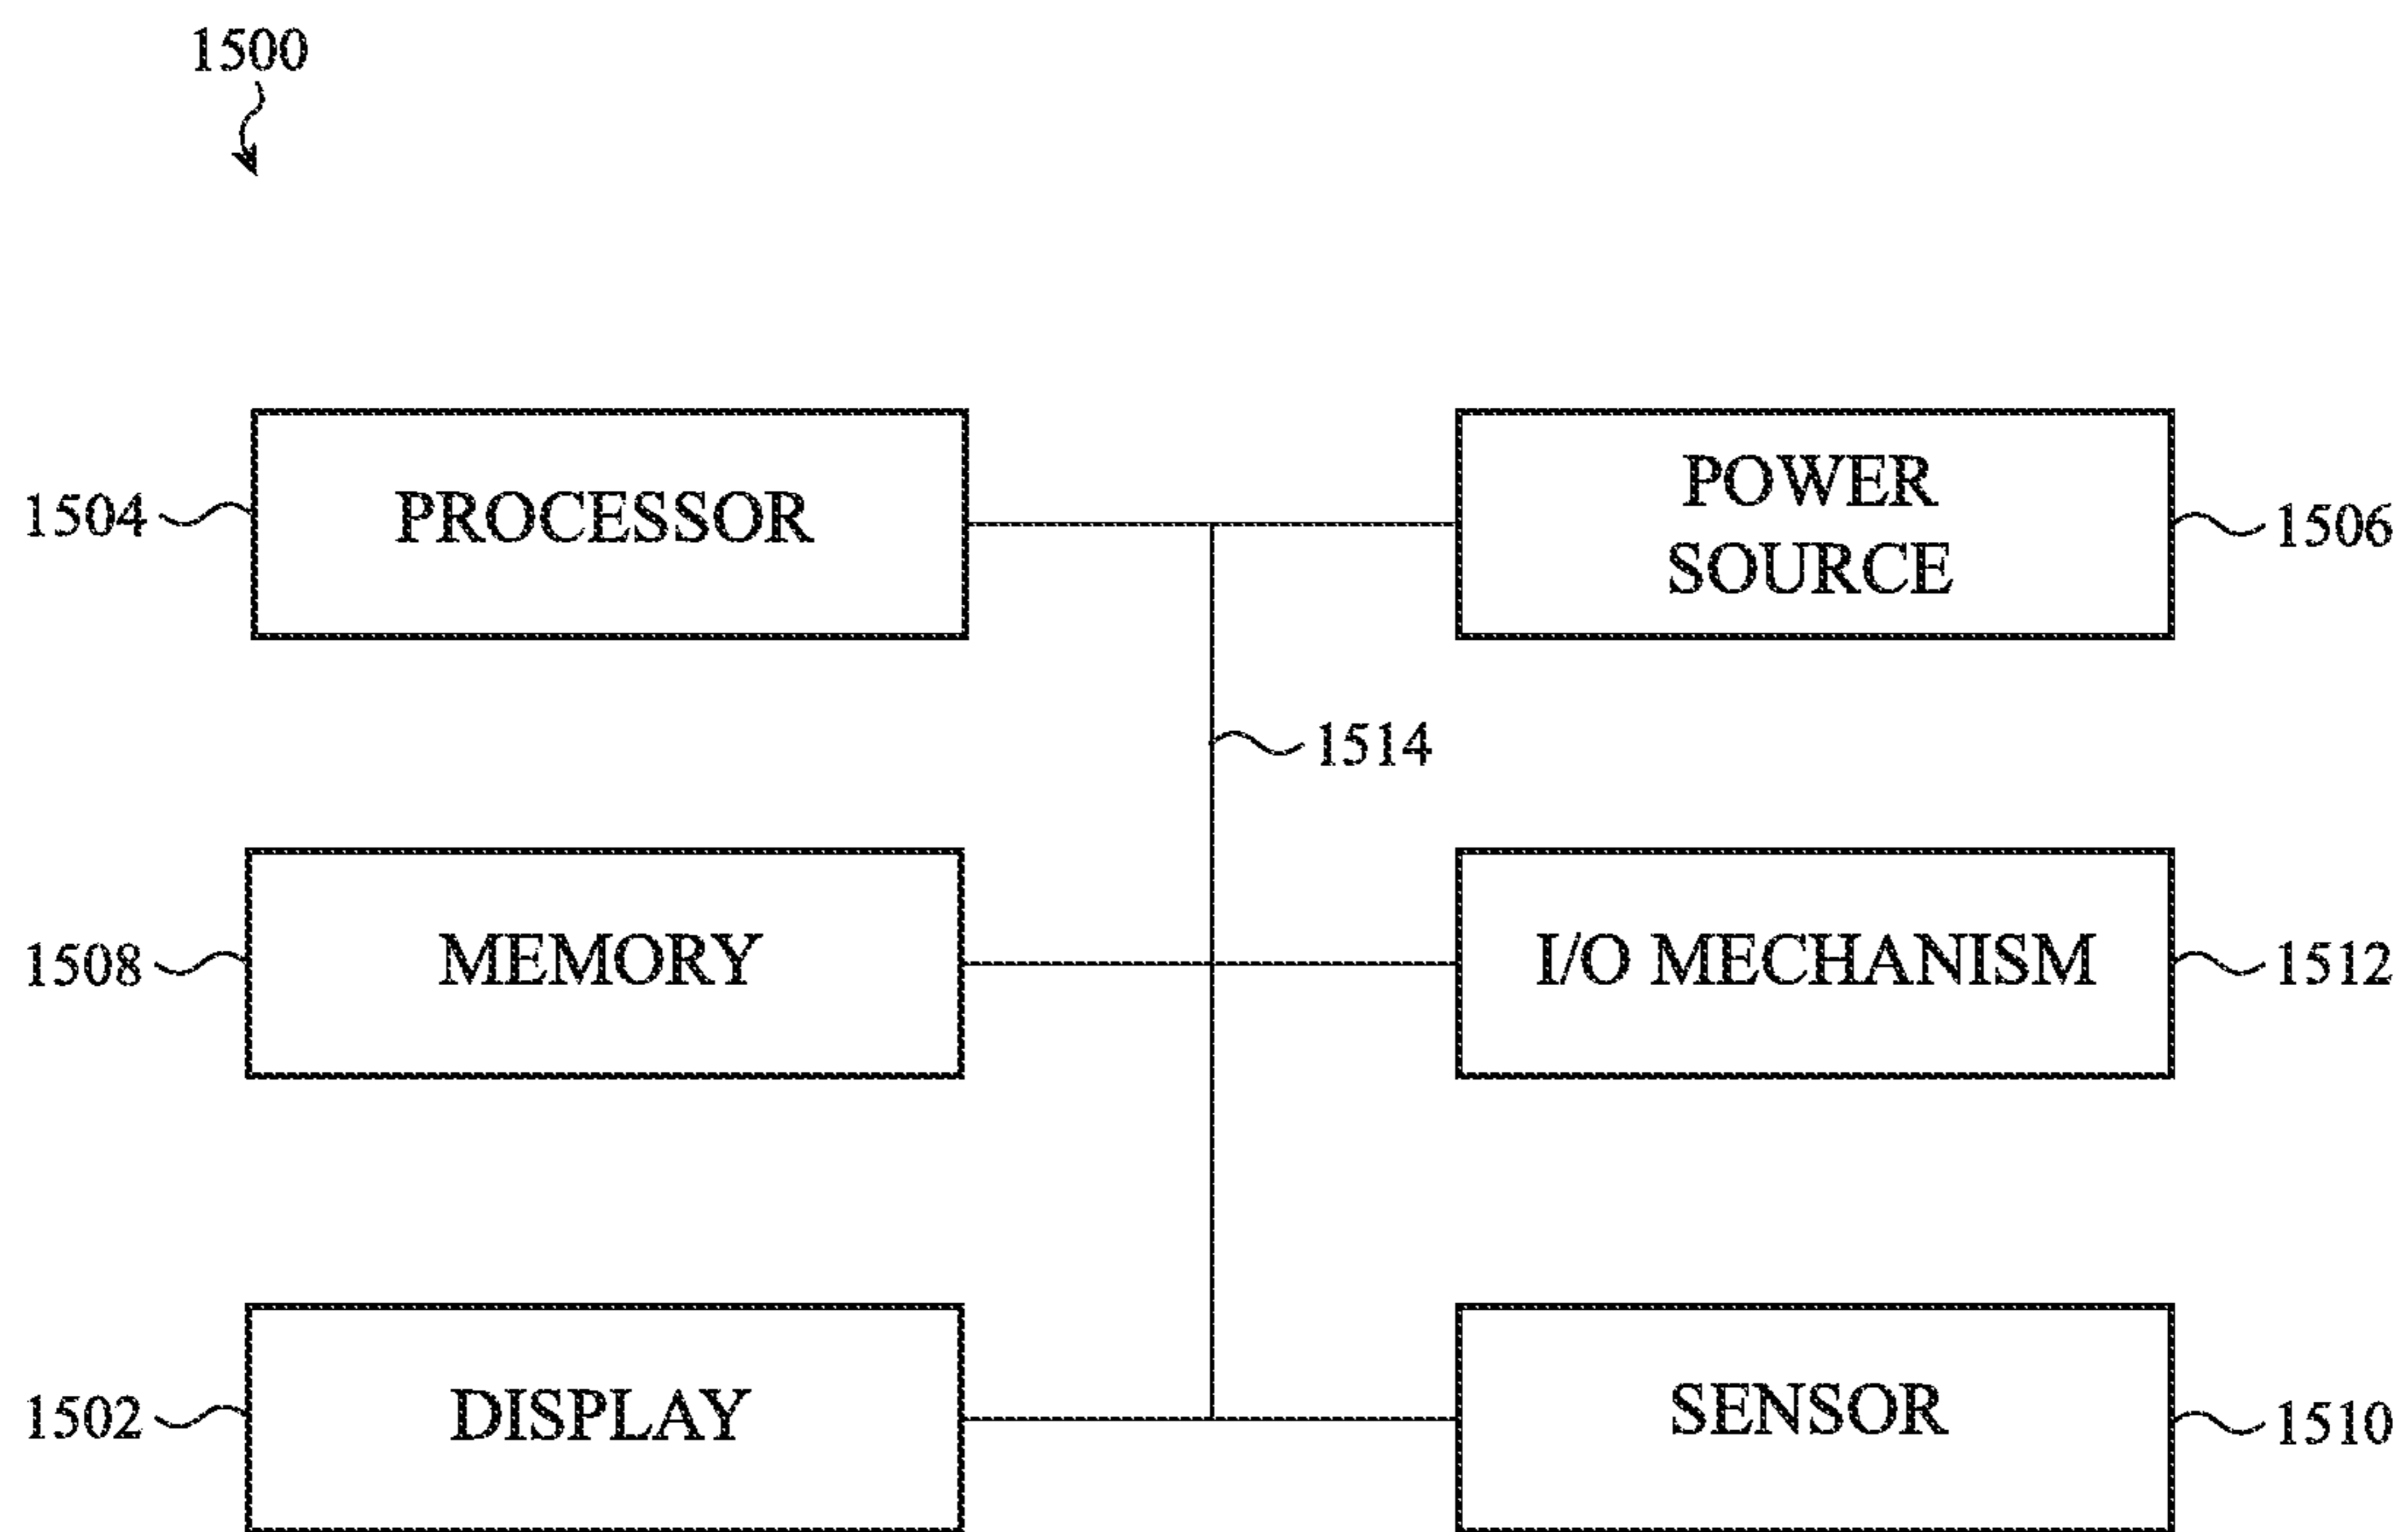 1500
1504
PROCESSOR
POWER
SOURCE
1506
1514
1508
MEMORY
I/O MECHANISM
1512
1502
DISPLAY
SENSOR
1510